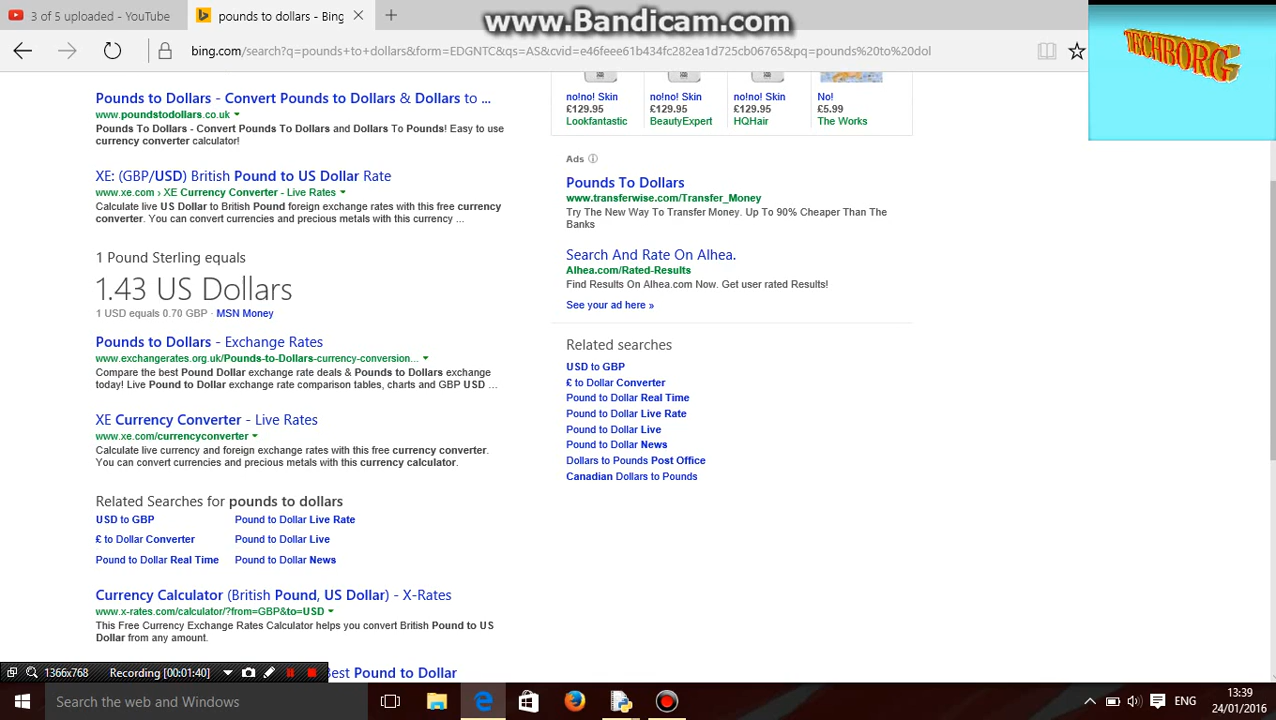 3 of 5 uploaded - YouTube
pounds to dollars - Bing
www.Bandicam.com
bing.com/search?q=pounds+to+dollars&form=EDGNTC&qs=AS&cvid=e46feee61b434fc282ea1d725cb06765&pq=pounds%20to%20dol
TECHBORG
Pounds to Dollars - Convert Pounds to Dollars & Dollars to ...
www.poundstodollars.co.uk
Pounds To Dollars - Convert Pounds To Dollars and Dollars To Pounds! Easy to use
currency converter calculator!
XE: (GBP/USD) British Pound to US Dollar Rate
www.xe.com › XE Currency Converter - Live Rates
Calculate live US Dollar to British Pound foreign exchange rates with this free currency
converter. You can convert currencies and precious metals with this currency ...
1 Pound Sterling equals
1.43 US Dollars
1 USD equals 0.70 GBP · MSN Money
Pounds to Dollars - Exchange Rates
www.exchangerates.org.uk/Pounds-to-Dollars-currency-conversion...
Compare the best Pound Dollar exchange rate deals & Pounds to Dollars exchange
today! Live Pound to Dollar exchange rate comparison tables, charts and GBP USD ...
XE Currency Converter - Live Rates
www.xe.com/currencyconverter
Calculate live currency and foreign exchange rates with this free currency converter.
You can convert currencies and precious metals with this currency calculator.
Related Searches for pounds to dollars
USD to GBP
Pound to Dollar Live Rate
£ to Dollar Converter
Pound to Dollar Live
Pound to Dollar Real Time
Pound to Dollar News
Currency Calculator (British Pound, US Dollar) - X-Rates
www.x-rates.com/calculator/?from=GBP&to=USD
This Free Currency Exchange Rates Calculator helps you convert British Pound to US
Dollar from any amount.
Best Pound to Dollar
no!no! Skin
£129.95
Lookfantastic
no!no! Skin
£129.95
BeautyExpert
no!no! Skin
£129.95
HQHair
No!
£5.99
The Works
Ads
Pounds To Dollars
www.transferwise.com/Transfer_Money
Try The New Way To Transfer Money. Up To 90% Cheaper Than The
Banks
Search And Rate On Alhea.
Alhea.com/Rated-Results
Find Results On Alhea.com Now. Get user rated Results!
See your ad here »
Related searches
USD to GBP
£ to Dollar Converter
Pound to Dollar Real Time
Pound to Dollar Live Rate
Pound to Dollar Live
Pound to Dollar News
Dollars to Pounds Post Office
Canadian Dollars to Pounds
1366x768
Recording [00:01:40]
Search the web and Windows
ENG
13:39
24/01/2016